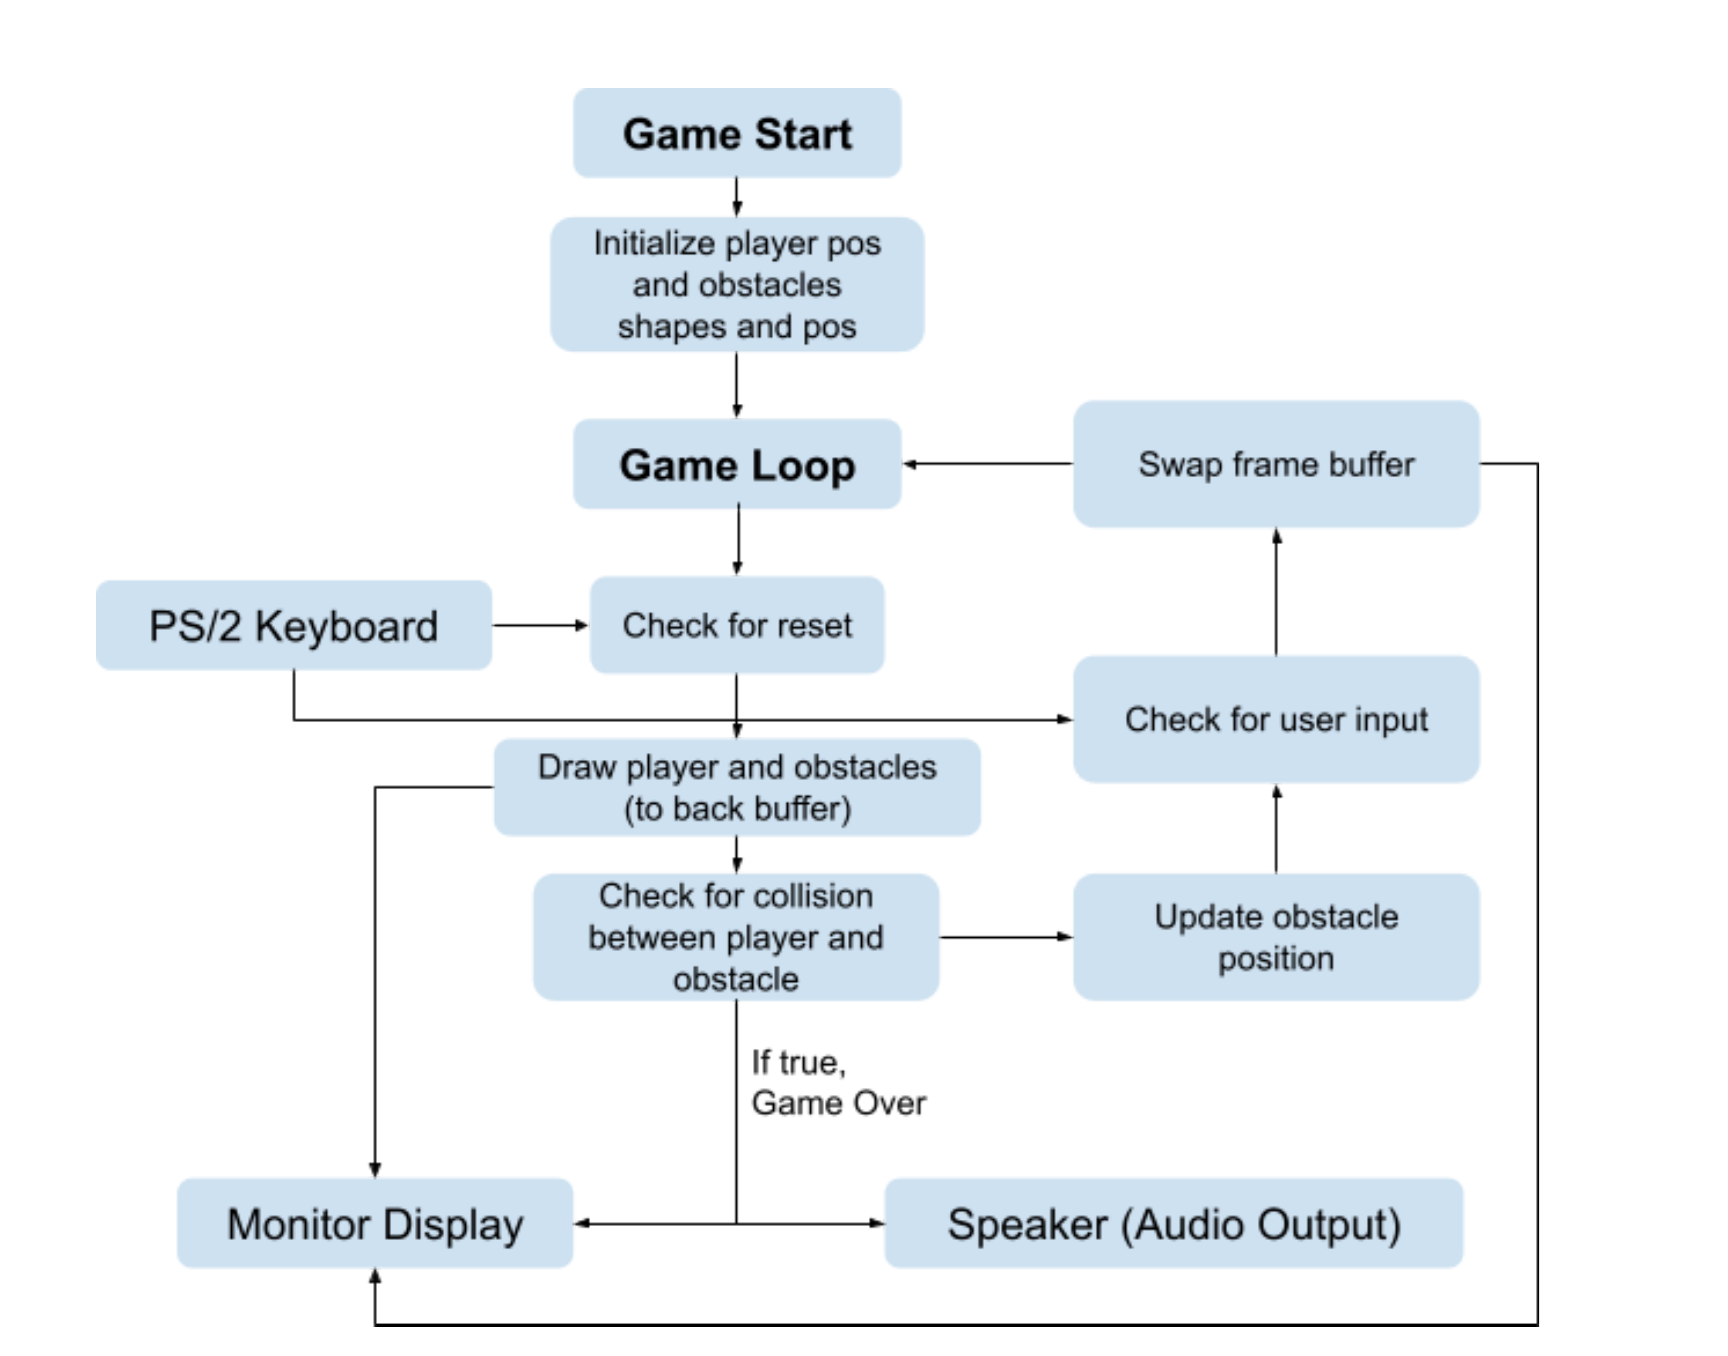 Game Start
Initialize player pos
and obstacles
shapes and pos
Game Loop
Swap frame buffer
PS/2 Keyboard
Check for reset
Check for user input
Draw player and obstacles
(to back buffer)
Check for collision
between player and
obstacle
Update obstacle
position
If true,
Game Over
Monitor Display
Speaker (Audio Output)